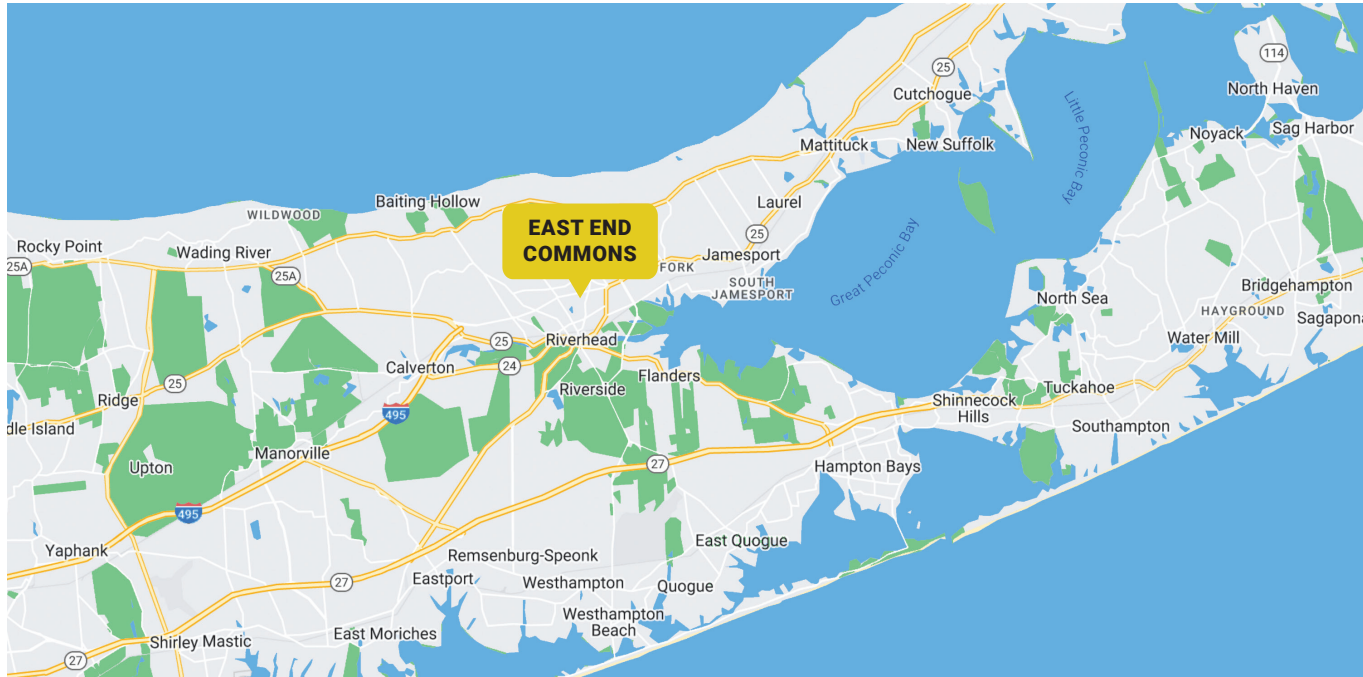 114
25
Cutchogue
North Haven
Little Peconic Bay
Noyack
Sag Harbor
Mattituck
New Suffolk
Laurel
Baiting Hollow
WILDWOOD
EAST END
COMMONS
25
Rocky Point
Wading River
Jamesport
FORK
25A
25A
SOUTH
JAMESPORT
Great Peconic Bay
North Sea
Bridgehampton
HAYGROUND
Sagapona
Water Mill
25
Riverhead
Calverton
24
Flanders
Riverside
25
Ridge
Tuckahoe
Shinnecock
Hills
495
dle Island
Southampton
Manorville
Upton
27
Hampton Bays
495
Yaphank
East Quogue
Remsenburg-Speonk
27
Eastport
Westhampton
Quogue
Westhampton
Beach
East Moriches
Shirley
Mastic
27